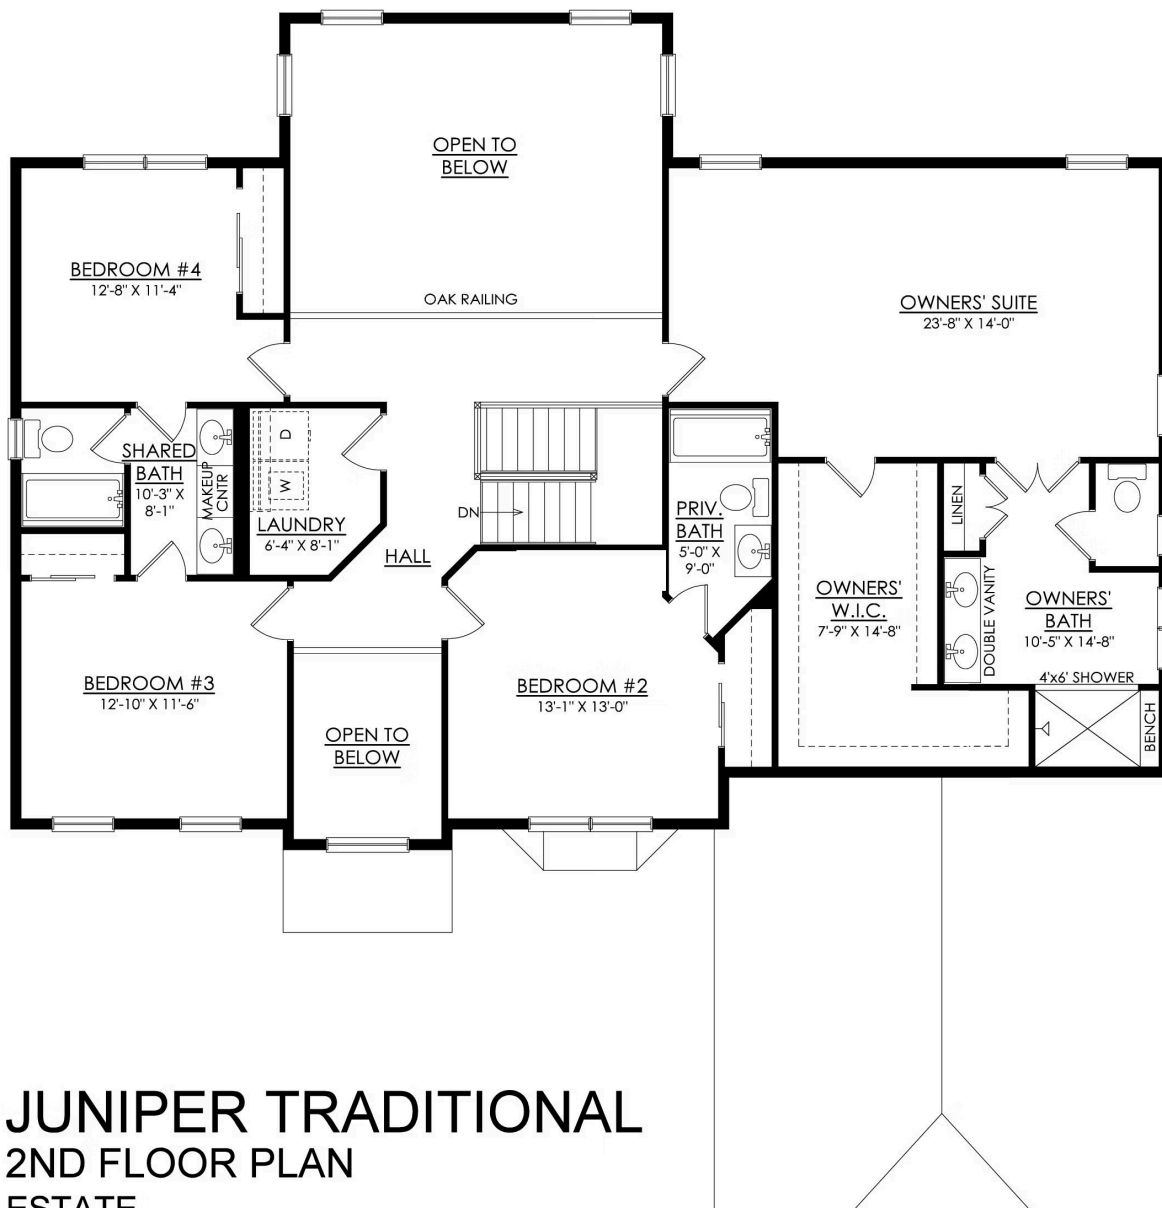 OPEN TO
BELOW
BEDROOM #4
12'-8" X 11'-4"
OAK RAILING
OWNERS' SUITE
23'-8" X 14'-0"
SHARED
BATH
10'-3" X
8'-1"
MAKEUP
CNTR
D
W
LAUNDRY
6'-4" X 8'-1"
DN
HALL
PRIV.
BATH
5'-0" X
9'-0"
LINEN
OWNERS'
W.I.C.
7'-9" X 14'-8"
DOUBLE VANITY
OWNERS'
BATH
10'-5" X 14'-8"
4'x6' SHOWER
BENCH
BEDROOM #3
12'-10" X 11'-6"
OPEN TO
BELOW
BEDROOM #2
13'-1" X 13'-0"
JUNIPER TRADITIONAL
2ND FLOOR PLAN
ESTATE